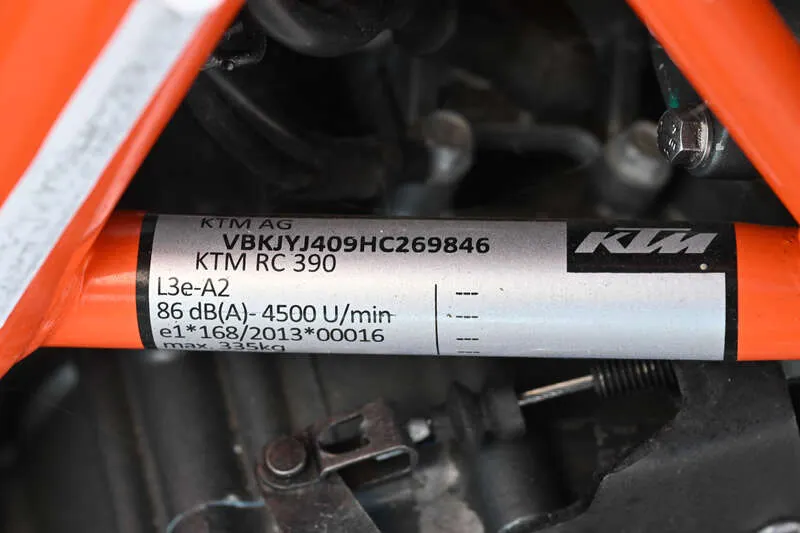 KTM AG
VBKJYJ409HC269846
KTM RC 390
L3e-A2
86 dB(A)- 4500 U/min
e1*168/2013*00016
max. 335kg
---
---
---
KTM